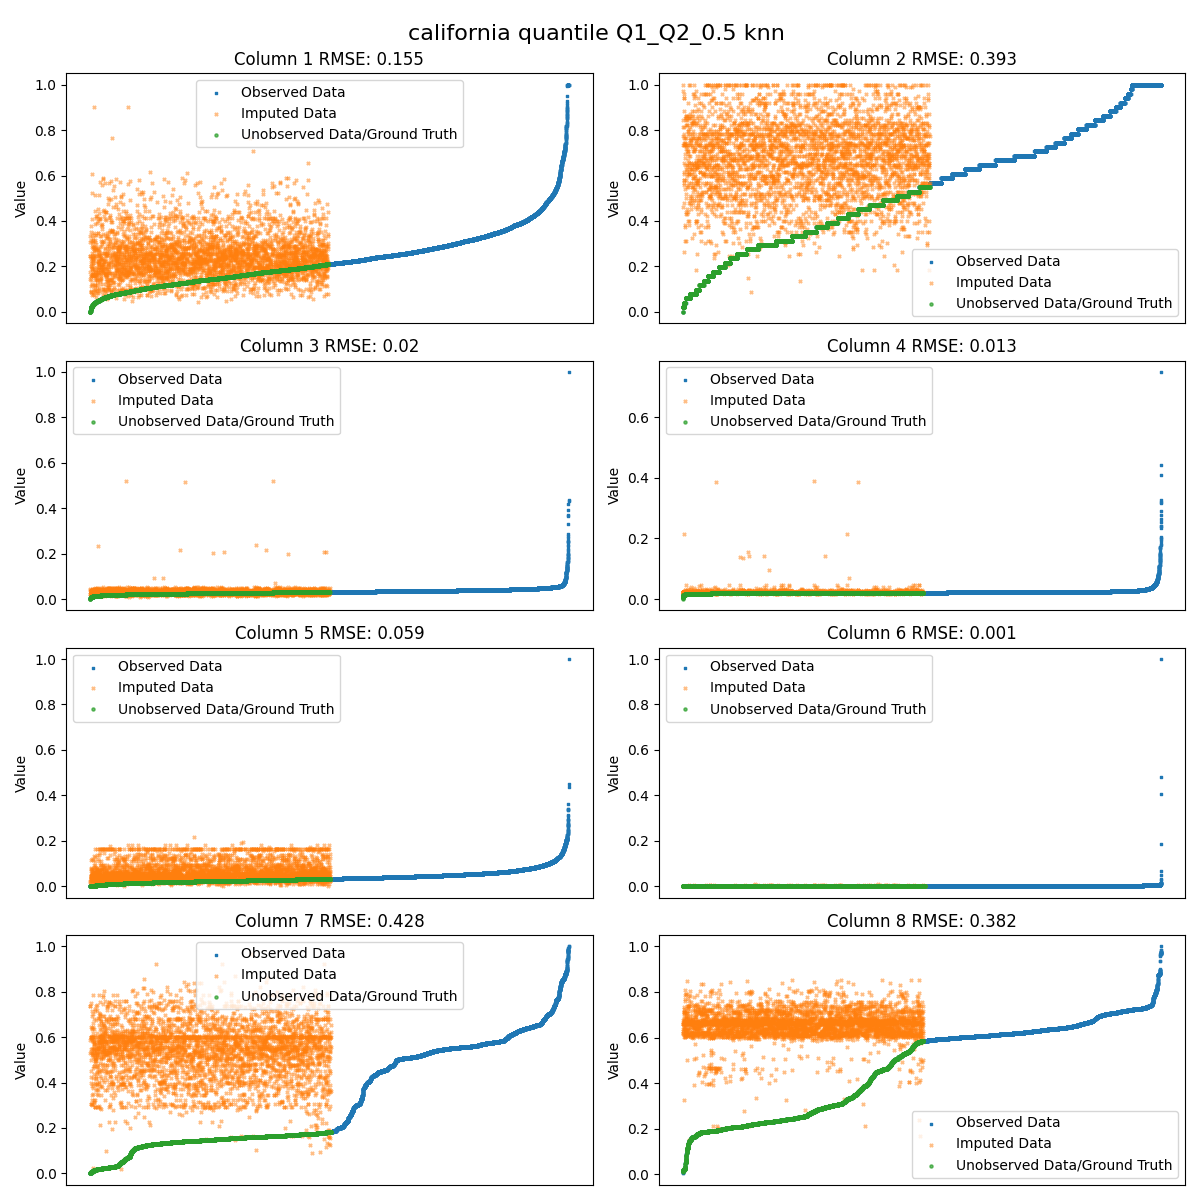 california quantile Q1_Q2_0.5 knn
Column 1 RMSE: 0.155
Value
1.0
0.8
0.6
0.4
0.2
0.0
Observed Data
Imputed Data
Unobserved Data/Ground Truth
Column 2 RMSE: 0.393
Value
1.0
0.8
0.6
0.4
0.2
0.0
Observed Data
Imputed Data
Unobserved Data/Ground Truth
Column 3 RMSE: 0.02
Value
1.0
0.8
0.6
0.4
0.2
0.0
Observed Data
Imputed Data
Unobserved Data/Ground Truth
Column 4 RMSE: 0.013
Value
0.6
0.4
0.2
0.0
Observed Data
Imputed Data
Unobserved Data/Ground Truth
Column 5 RMSE: 0.059
Value
1.0
0.8
0.6
0.4
0.2
0.0
Observed Data
Imputed Data
Unobserved Data/Ground Truth
Column 6 RMSE: 0.001
Value
1.0
0.8
0.6
0.4
0.2
0.0
Observed Data
Imputed Data
Unobserved Data/Ground Truth
Column 7 RMSE: 0.428
Value
1.0
0.8
0.6
0.4
0.2
0.0
Observed Data
Imputed Data
Unobserved Data/Ground Truth
Column 8 RMSE: 0.382
Value
1.0
0.8
0.6
0.4
0.2
0.0
Observed Data
Imputed Data
Unobserved Data/Ground Truth